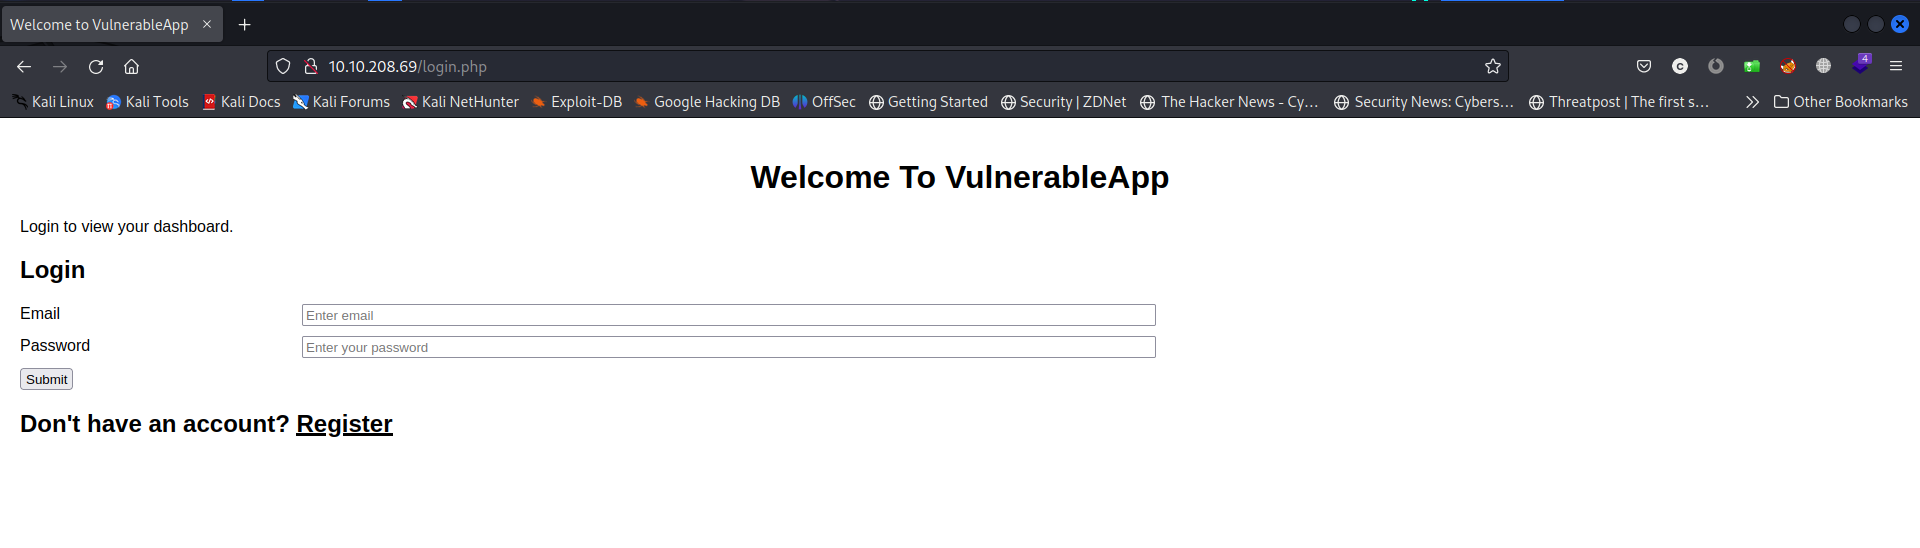 Welcome to VulnerableApp
10.10.208.69/login.php
4
Kali Linux Kali Tools Kali Docs Kali Forums Kali NetHunter Exploit-DB Google Hacking DB OffSec Getting Started Security | ZDNet The Hacker News - Cy… Security News: Cybers… Threatpost | The first s… Other Bookmarks
Welcome To VulnerableApp
Login to view your dashboard.
Login
Email Enter email
Password Enter your password
Submit
Don't have an account? Register